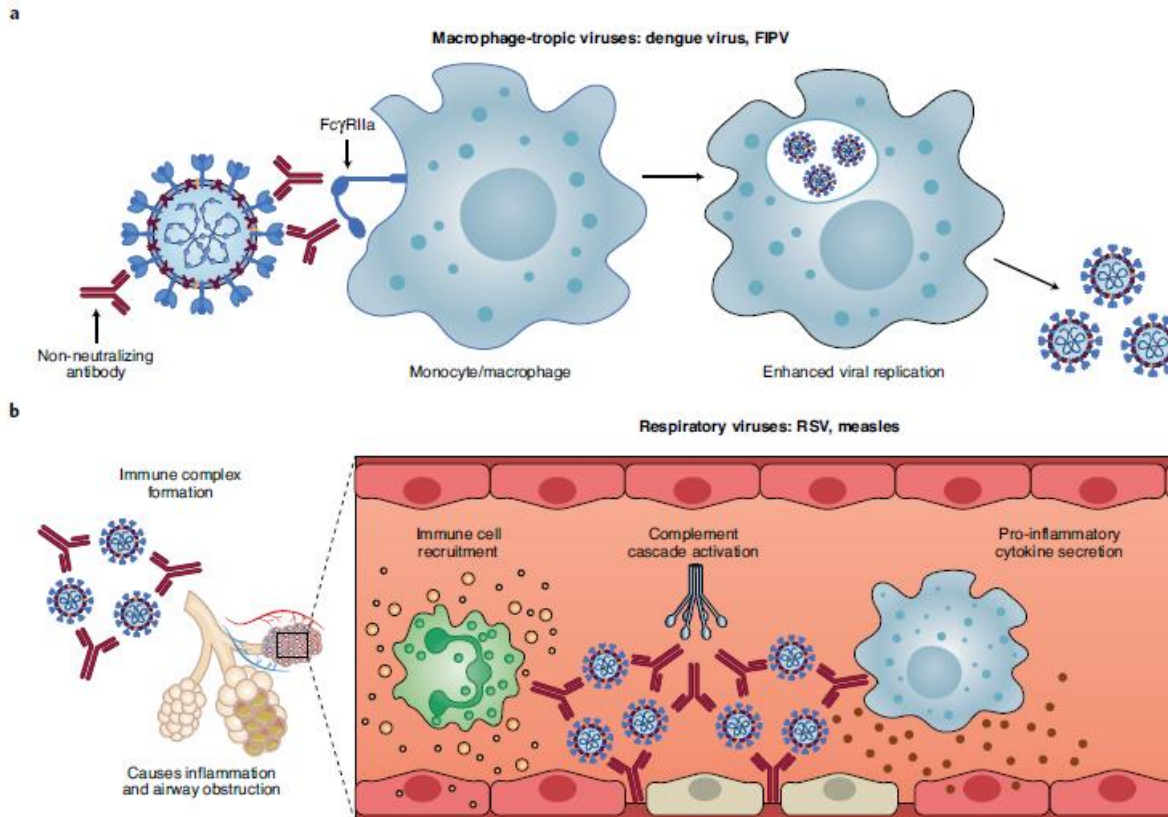 a
Macrophage-tropic viruses: dengue virus, FIPV
FcγRIIa
Non-neutralizing
antibody
Monocyte/macrophage
Enhanced viral replication
b
Respiratory viruses: RSV, measles
Immune complex
formation
Immune cell
recruitment
Complement
cascade activation
Pro-inflammatory
cytokine secretion
Causes inflammation
and airway obstruction